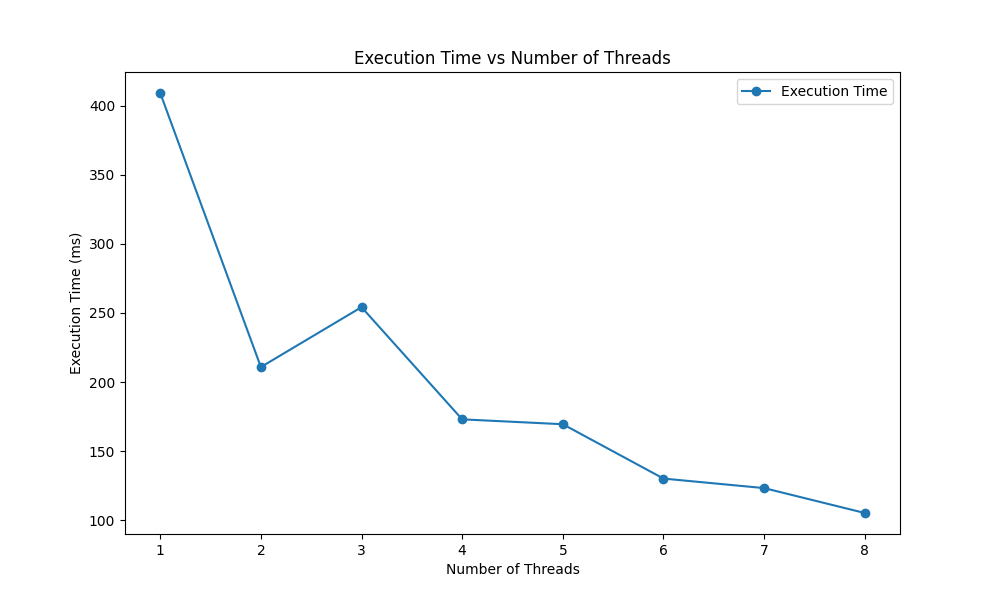 Execution Time vs Number of Threads
Execution Time
400
350
300
250
200
150
100
Execution Time (ms)
1 2 3 4 5 6 7 8
Number of Threads